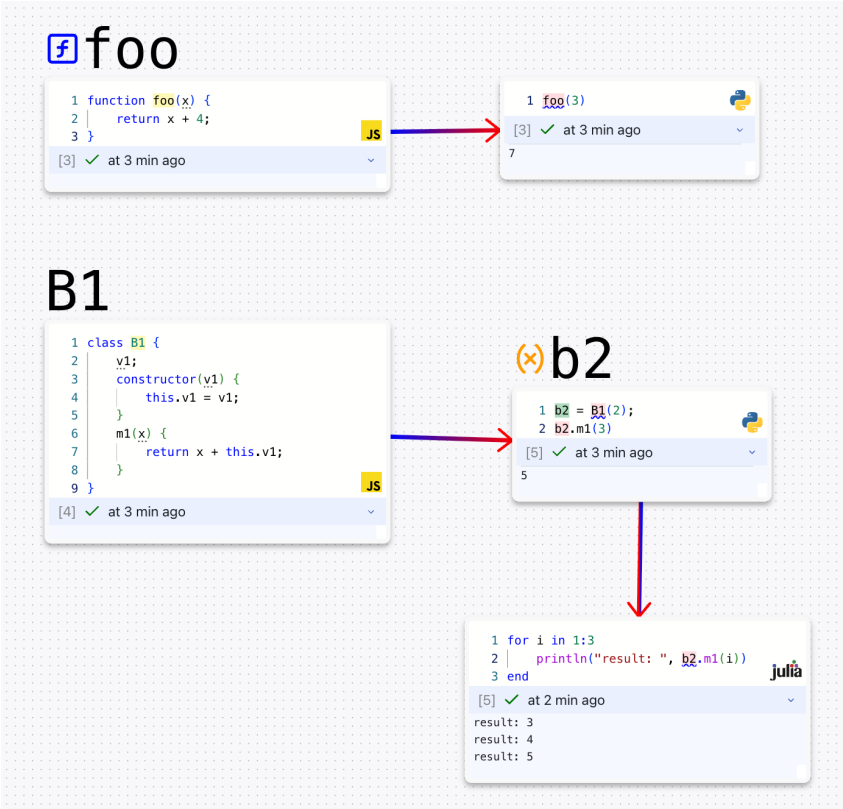 foo
1 function foo(x) {
2 return x + 4;
3 }
JS
[3] at 3 min ago
1 foo(3)
[3] at 3 min ago
7
B1
1 class B1 {
2 v1;
3 constructor(v1) {
4 this.v1 = v1;
5 }
6 m1(x) {
7 return x + this.v1;
8 }
9 }
JS
[4] at 3 min ago
(x) b2
1 b2 = B1(2);
2 b2.m1(3)
[5] at 3 min ago
5
1 for i in 1:3
2 println("result: ", b2.m1(i))
3 end
julia
[5] at 2 min ago
result: 3
result: 4
result: 5